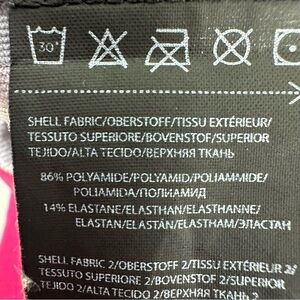 30°
SHELL FABRIC/OBERSTOFF/TISSU EXTÉRIEUR/
TESSUTO SUPERIORE/BOVENSTOF/SUPERIOR
TEJIDO/ALTA TECIDO/ВЕРХНЯЯ ТКАНЬ
86% POLYAMIDE/POLYAMID/POLIAMMIDE/
POLIAMIDA/ПОЛИАМИД
14% ELASTANE/ELASTHAN/ELASTHANNE/
ELASTAN/ELASTÁN/ELASTHAM/ЭЛАСТАН
SHELL FABRIC 2/OBERSTOFF 2/TISSU EXTÉRIEUR 2/
TESSUTO SUPERIORE 2/BOVENSTOF 2/SUPERIOR
TEJIDO 2/ALTA TECIDO 2/ВЕРХНЯЯ ТКАНЬ 2